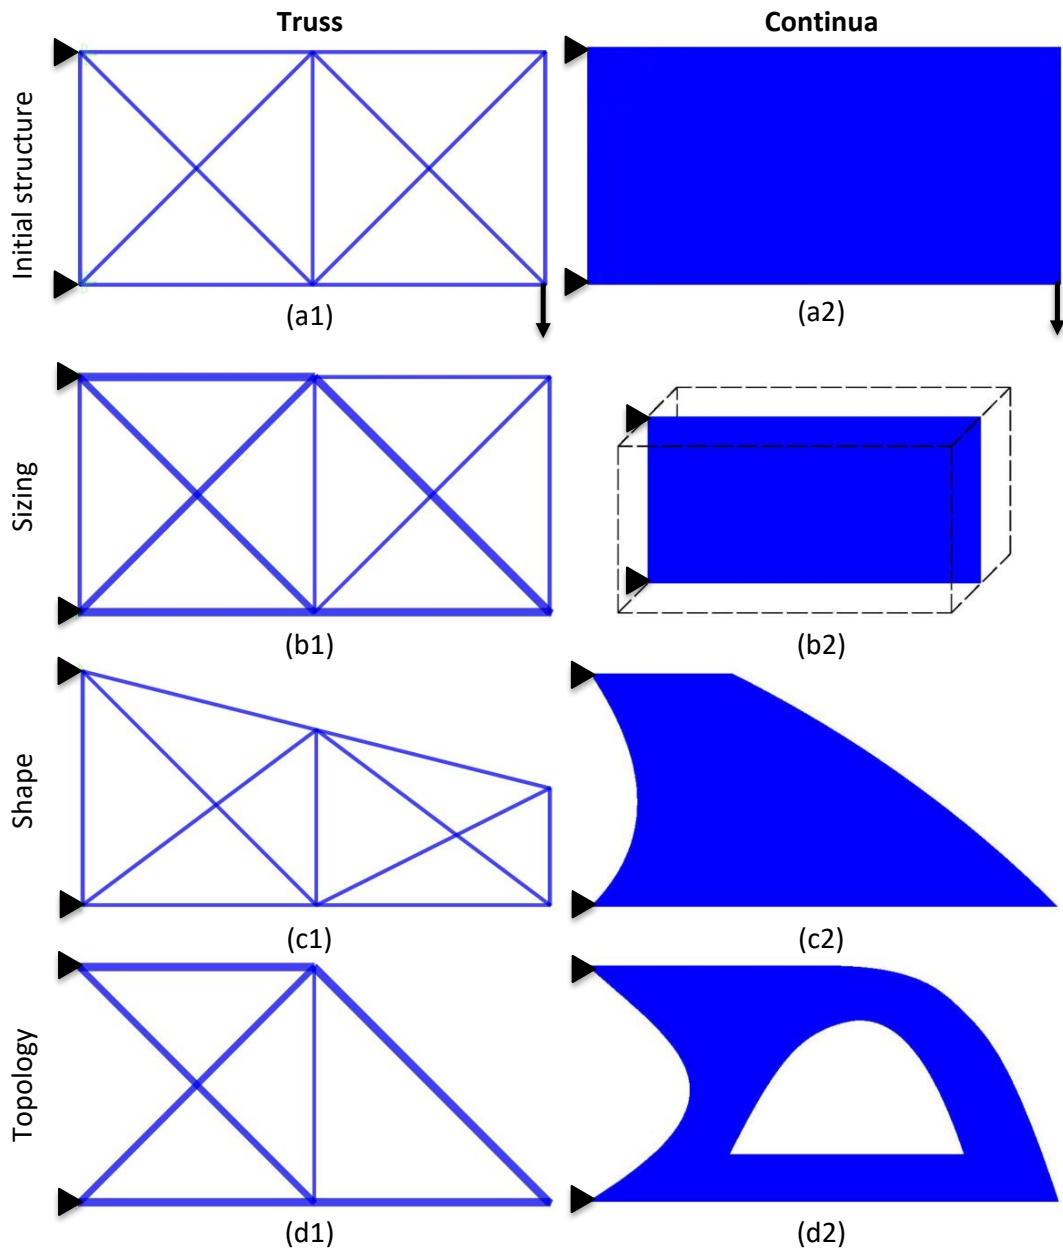 Truss Continua
Initial structure
(a1) (a2)
Sizing
(b1) (b2)
Shape
(c1) (c2)
Topology
(d1) (d2)